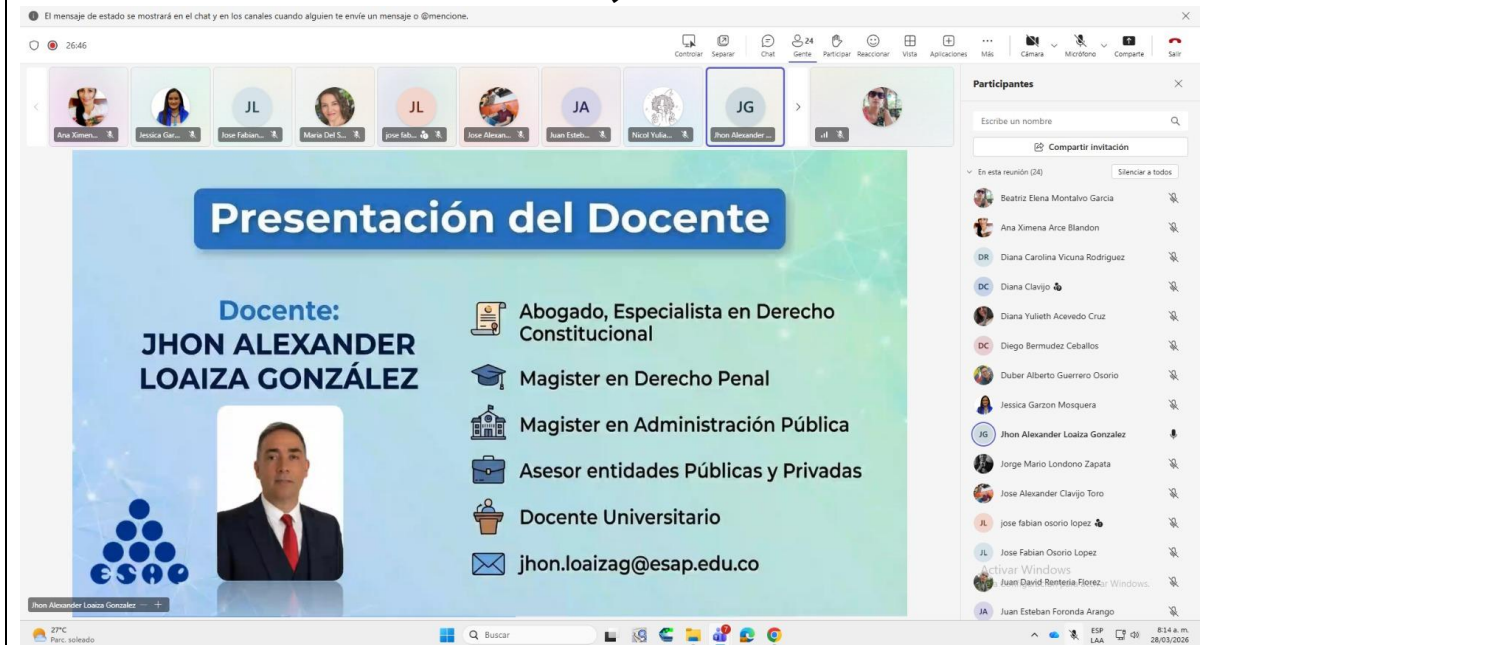 El mensaje de estado se mostrará en el chat y en los canales cuando alguien te envíe un mensaje o @mencione.
26:46
Controlar
Separar
Chat
24
Gente
Participar
Reaccionar
Vista
Aplicaciones
Más
Cámara
Micrófono
Comparte
Salir
Ana Ximen...
Jessica Gar...
JL
Jose Fabian...
Maria Del S...
JL
jose fab...
Jose Alexan...
JA
Juan Esteb...
Nicol Yulia...
JG
Jhon Alexander ...
Presentación del Docente
Docente:
JHON ALEXANDER
LOAIZA GONZÁLEZ
Abogado, Especialista en Derecho
Constitucional
Magister en Derecho Penal
Magister en Administración Pública
Asesor entidades Públicas y Privadas
Docente Universitario
jhon.loaizag@esap.edu.co
esap
Jhon Alexander Loaiza Gonzalez
Participantes
Escribe un nombre
Compartir invitación
En esta reunión (24)
Silenciar a todos
Beatriz Elena Montalvo Garcia
Ana Ximena Arce Blandon
DR
Diana Carolina Vicuna Rodriguez
DC
Diana Clavijo
Diana Yulieth Acevedo Cruz
DC
Diego Bermudez Ceballos
Duber Alberto Guerrero Osorio
Jessica Garzon Mosquera
JG
Jhon Alexander Loaiza Gonzalez
Jorge Mario Londono Zapata
Jose Alexander Clavijo Toro
JL
jose fabian osorio lopez
JL
Jose Fabian Osorio Lopez
Activar Windows
Juan David Renteria Florez
ar Windows.
JA
Juan Esteban Foronda Arango
27°C
Parc. soleado
Buscar
ESP
LAA
8:14 a. m.
28/03/2026